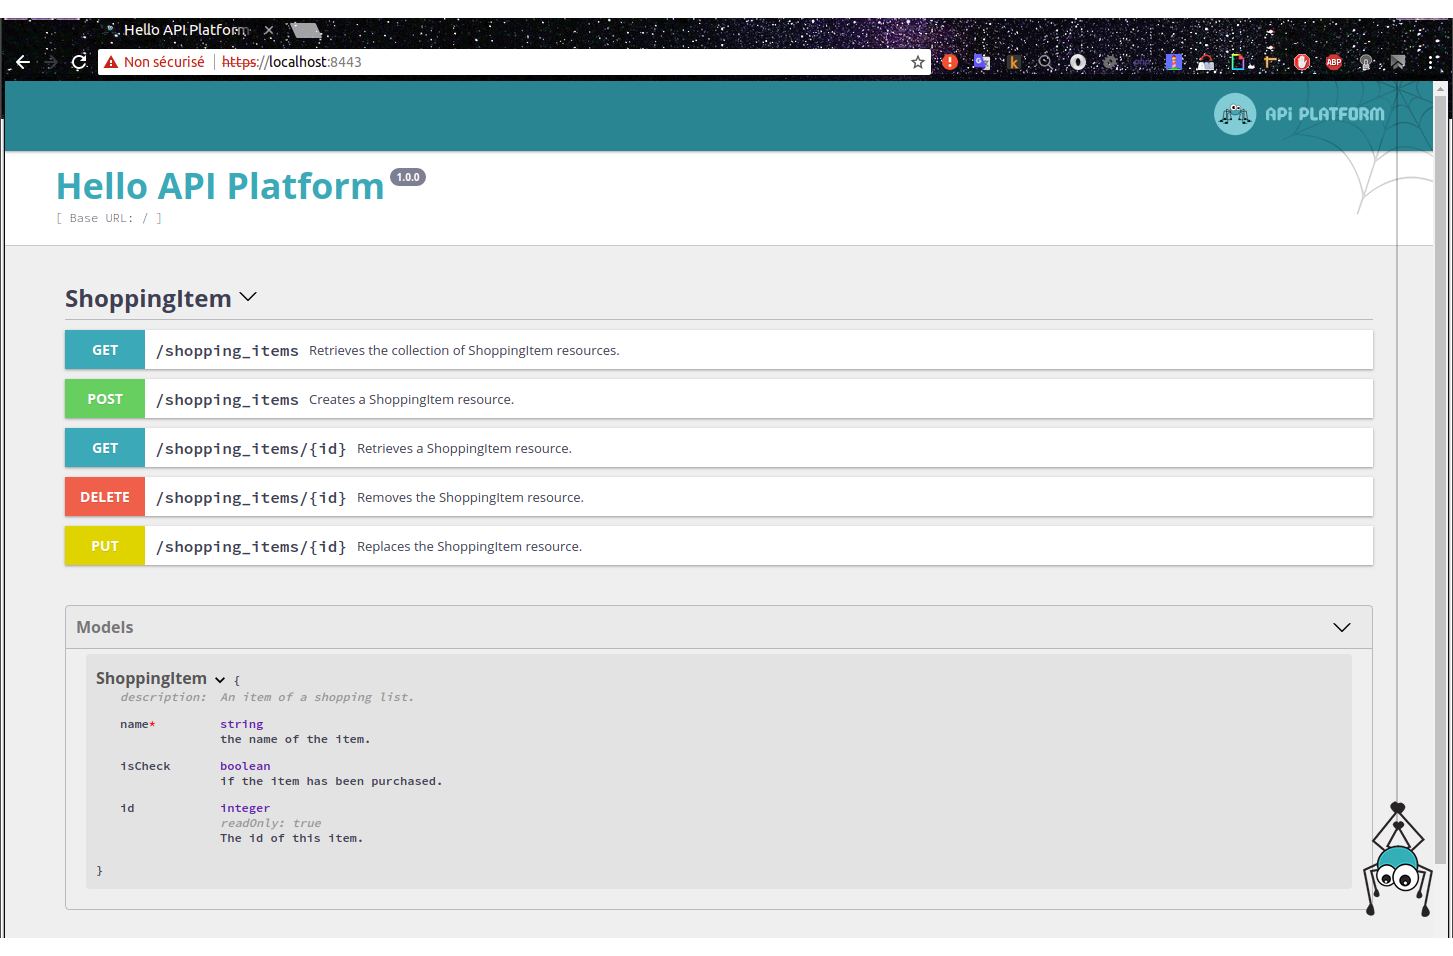 Hello API Platform
Non sécurisé https://localhost:8443
API PLATFORM
Hello API Platform 1.0.0
[ Base URL: / ]
ShoppingItem
GET /shopping_items Retrieves the collection of ShoppingItem resources.
POST /shopping_items Creates a ShoppingItem resource.
GET /shopping_items/{id} Retrieves a ShoppingItem resource.
DELETE /shopping_items/{id} Removes the ShoppingItem resource.
PUT /shopping_items/{id} Replaces the ShoppingItem resource.
Models
ShoppingItem {
description: An item of a shopping list.
name* string
the name of the item.
isCheck boolean
if the item has been purchased.
id integer
readOnly: true
The id of this item.
}